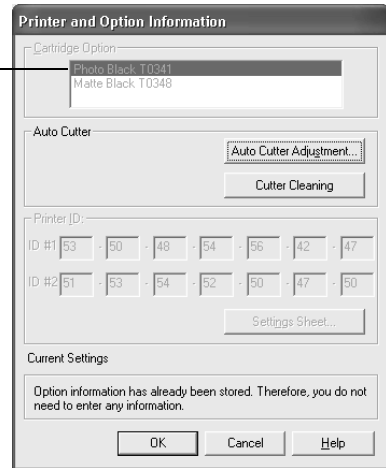 Printer and Option Information
Cartridge Option
Photo Black T0341
Matte Black T0348
Auto Cutter
Auto Cutter Adjustment...
Cutter Cleaning
Printer ID:
ID #1 53 - 50 - 48 - 54 - 56 - 42 - 47
ID #2 51 - 53 - 54 - 52 - 50 - 47 - 50
Settings Sheet...
Current Settings
Option information has already been stored. Therefore, you do not
need to enter any information.
OK Cancel Help